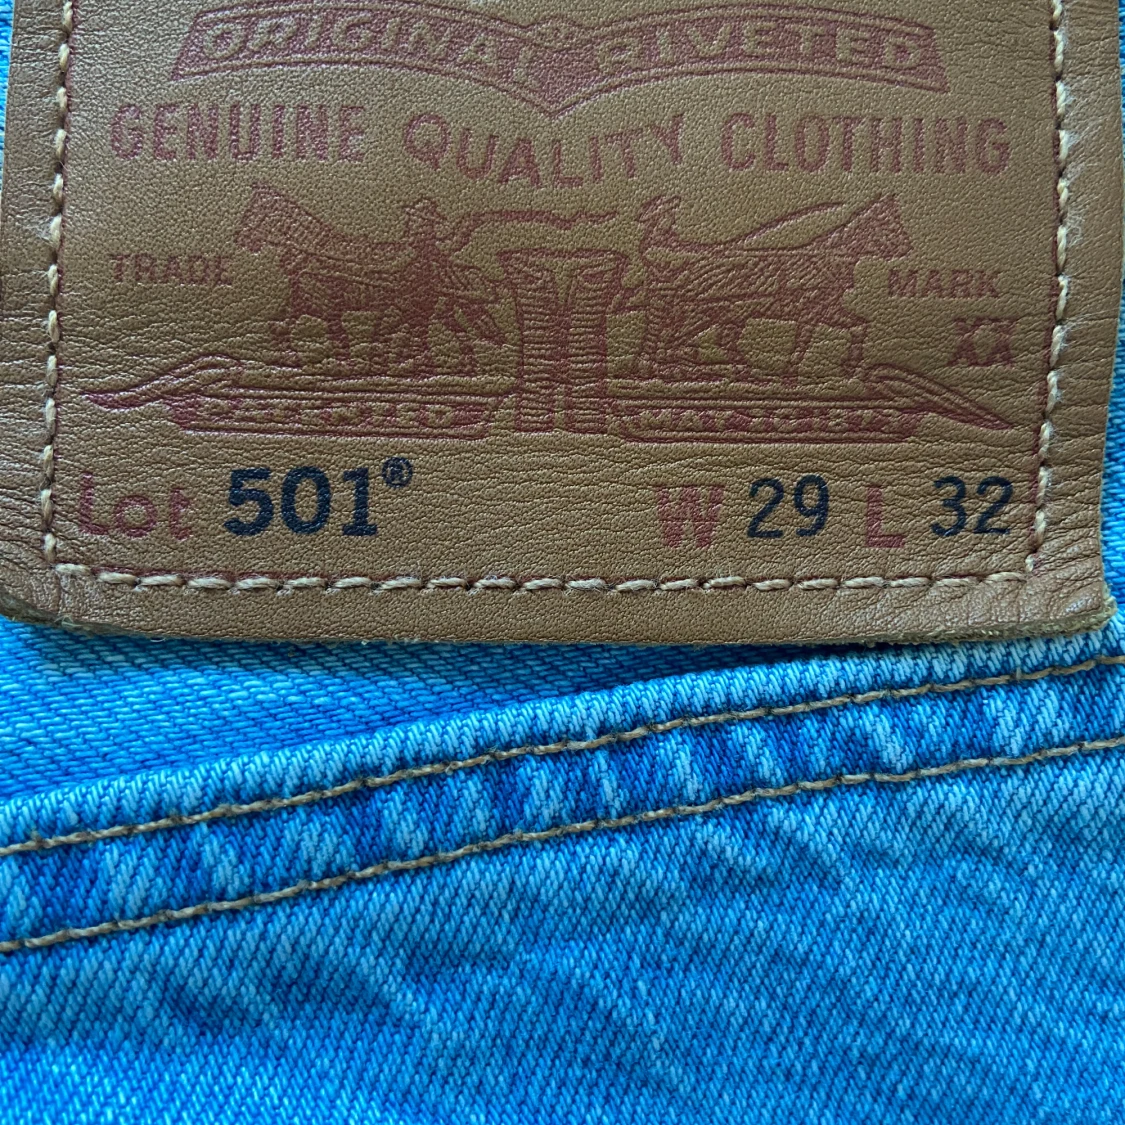 ORIGINAL RIVETED
GENUINE QUALITY CLOTHING
TRADE MARK
XX
Lot 501® W 29 L 32